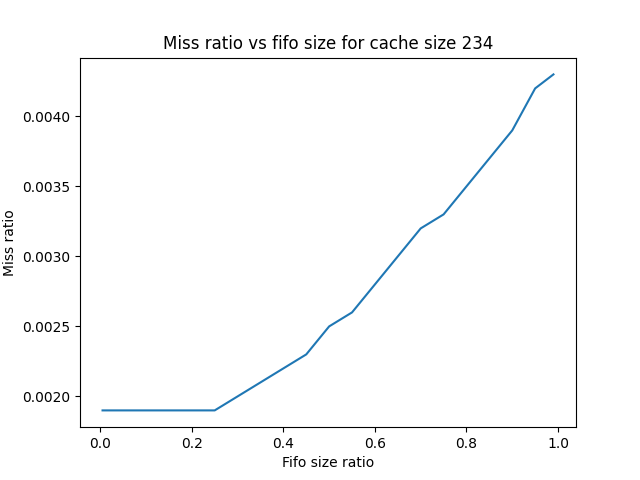 Miss ratio vs fifo size for cache size 234
0.0040
0.0035
0.0030
0.0025
0.0020
Miss ratio
0.0 0.2 0.4 0.6 0.8 1.0
Fifo size ratio